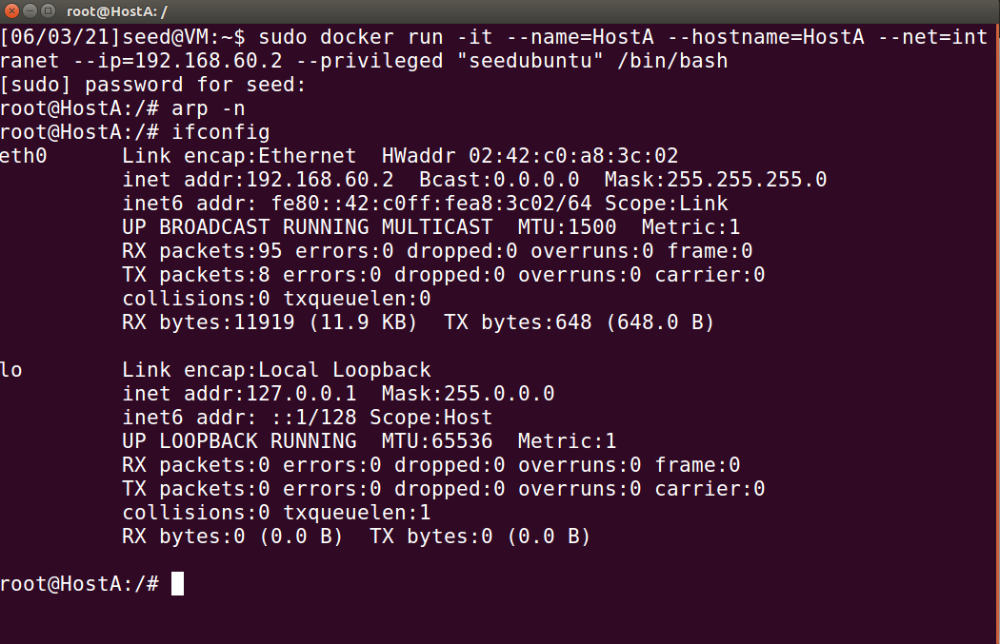 root@HostA: /
[06/03/21]seed@VM:~$ sudo docker run -it --name=HostA --hostname=HostA --net=int
ranet --ip=192.168.60.2 --privileged "seedubuntu" /bin/bash
[sudo] password for seed:
root@HostA:/# arp -n
root@HostA:/# ifconfig
eth0      Link encap:Ethernet  HWaddr 02:42:c0:a8:3c:02
          inet addr:192.168.60.2  Bcast:0.0.0.0  Mask:255.255.255.0
          inet6 addr: fe80::42:c0ff:fea8:3c02/64 Scope:Link
          UP BROADCAST RUNNING MULTICAST  MTU:1500  Metric:1
          RX packets:95 errors:0 dropped:0 overruns:0 frame:0
          TX packets:8 errors:0 dropped:0 overruns:0 carrier:0
          collisions:0 txqueuelen:0
          RX bytes:11919 (11.9 KB)  TX bytes:648 (648.0 B)

lo        Link encap:Local Loopback
          inet addr:127.0.0.1  Mask:255.0.0.0
          inet6 addr: ::1/128 Scope:Host
          UP LOOPBACK RUNNING  MTU:65536  Metric:1
          RX packets:0 errors:0 dropped:0 overruns:0 frame:0
          TX packets:0 errors:0 dropped:0 overruns:0 carrier:0
          collisions:0 txqueuelen:1
          RX bytes:0 (0.0 B)  TX bytes:0 (0.0 B)

root@HostA:/#